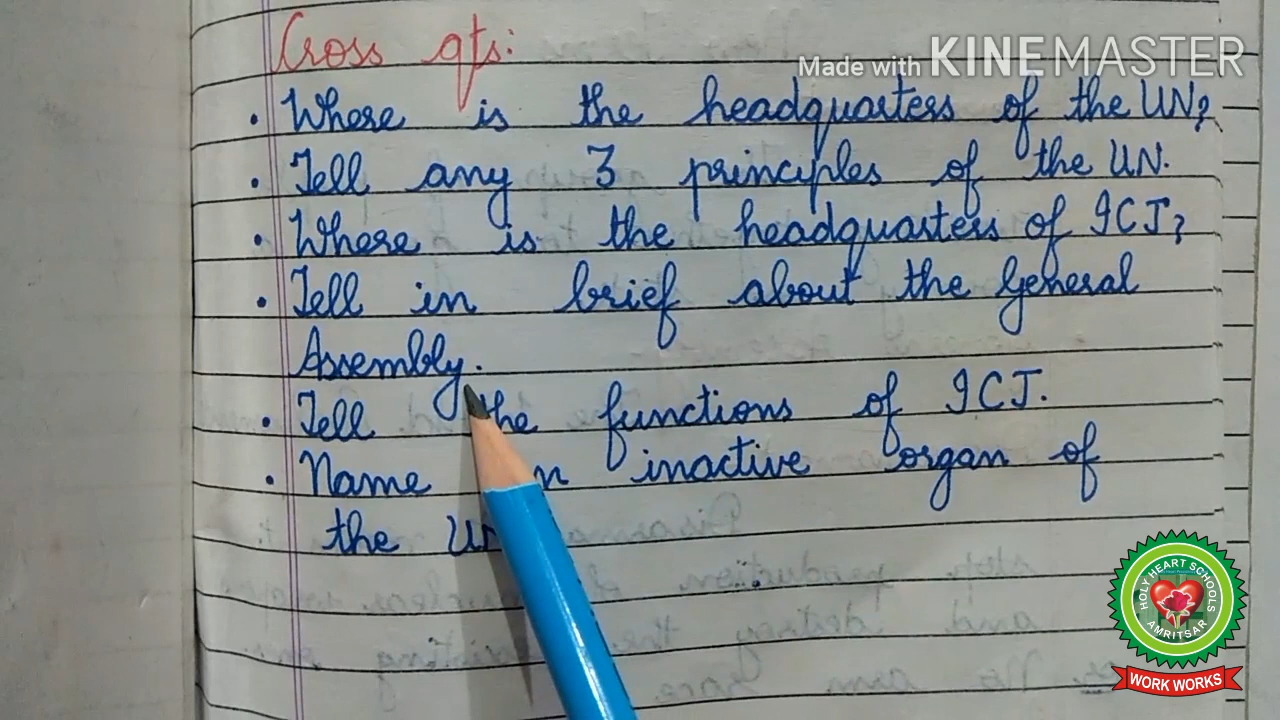 Cross qts:
Made with KINEMASTER
• Where is the headquarters of the UN?
• Tell any 3 principles of the UN.
• Where is the headquarters of ICJ?
• Tell in brief about the General
Assembly.
• Tell the functions of ICJ.
• Name inactive organ of
the UN
HOLY HEART SCHOOLS
AMRITSAR
WORK WORKS